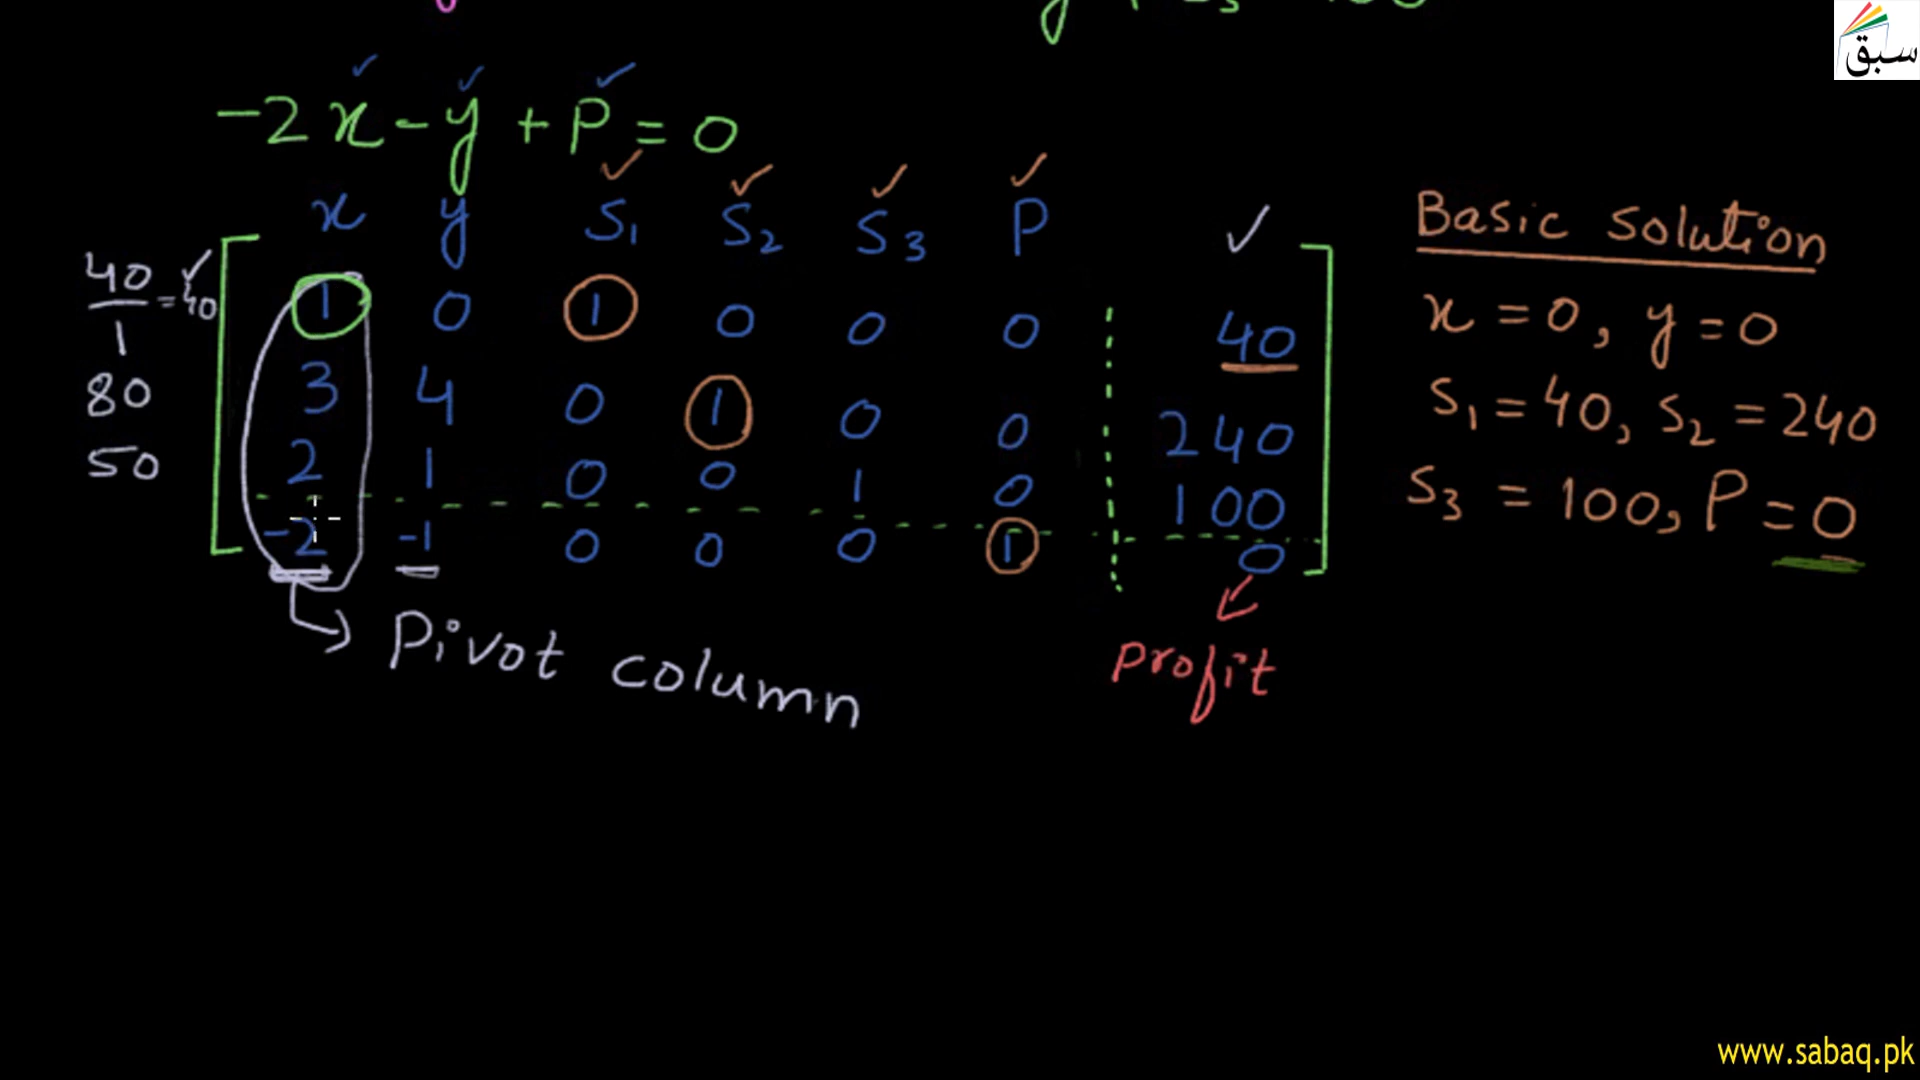 سبق
-2x - y + P = 0
x y S1 S2 S3 P
40/1 = 40
80
50
1 0 1 0 0 0 40
3 4 0 1 0 0 240
2 1 0 0 1 0 100
-2 -1 0 0 0 1 0
Pivot column
Profit
Basic solution
x = 0, y = 0
S1 = 40, S2 = 240
S3 = 100, P = 0
www.sabaq.pk